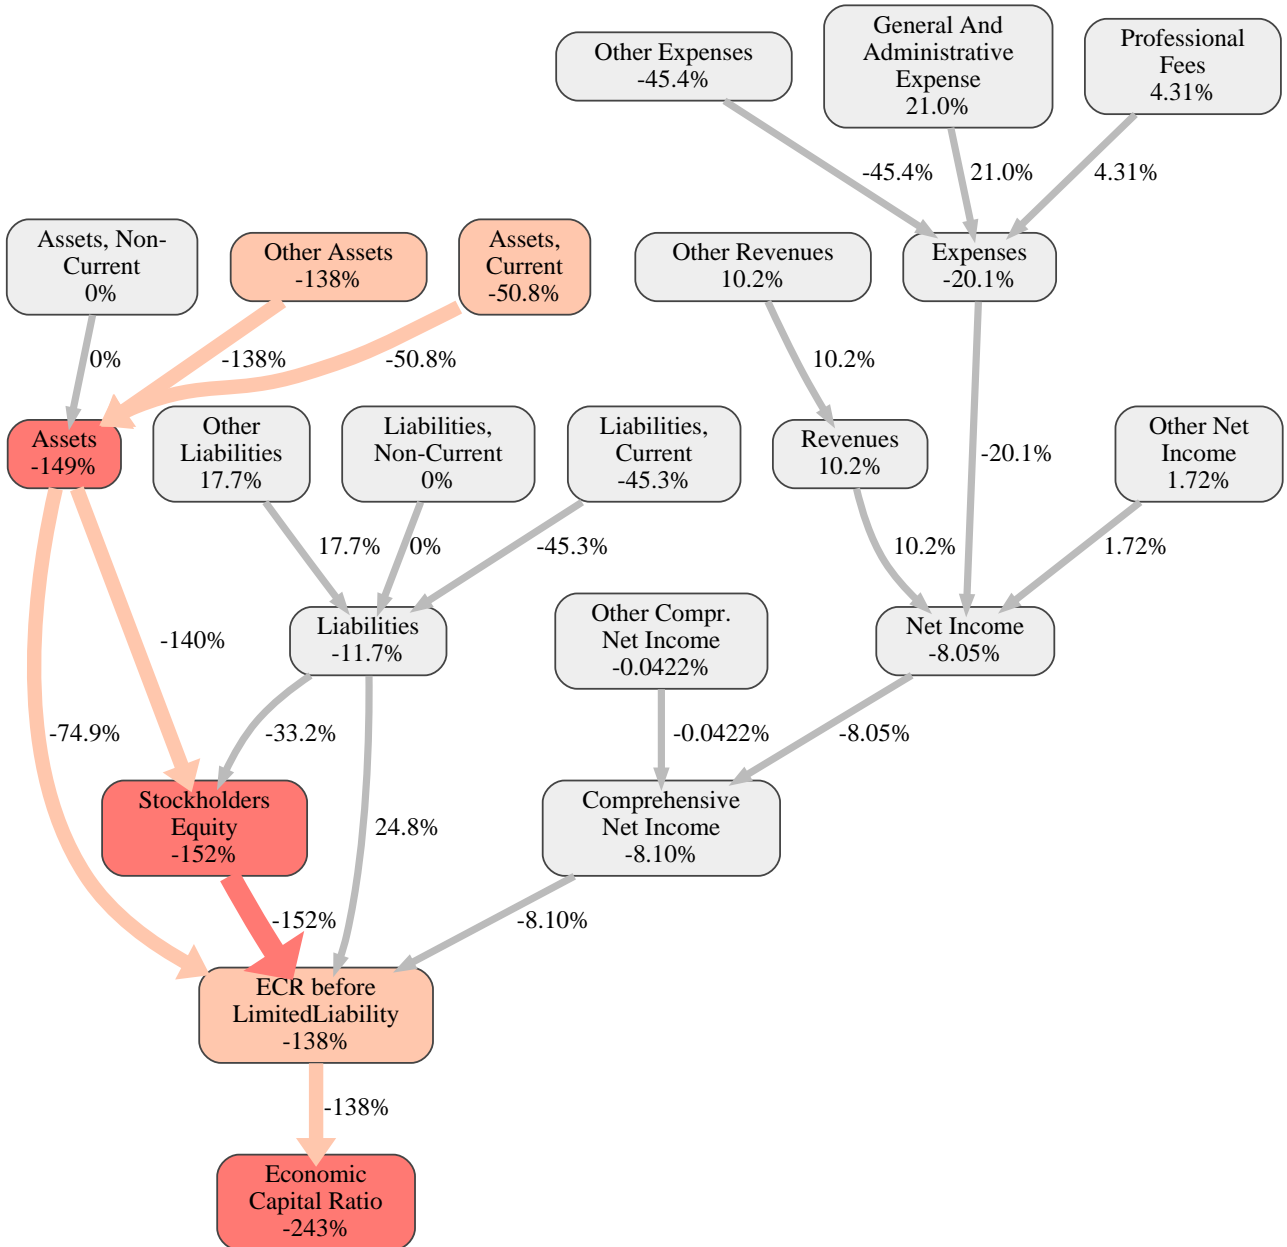 Other Expenses
-45.4%
General And
Administrative
Expense
21.0%
Professional
Fees
4.31%
-45.4%
21.0%
4.31%
Assets, Non-
Current
0%
Other Assets
-138%
Assets,
Current
-50.8%
Other Revenues
10.2%
Expenses
-20.1%
0%
-138%
-50.8%
10.2%
Assets
-149%
Other
Liabilities
17.7%
Liabilities,
Non-Current
0%
Liabilities,
Current
-45.3%
Revenues
10.2%
-20.1%
Other Net
Income
1.72%
17.7%
0%
-45.3%
10.2%
1.72%
-140%
Liabilities
-11.7%
Other Compr.
Net Income
-0.0422%
Net Income
-8.05%
-74.9%
-33.2%
-0.0422%
-8.05%
Stockholders
Equity
-152%
24.8%
Comprehensive
Net Income
-8.10%
-152%
-8.10%
ECR before
LimitedLiability
-138%
-138%
Economic
Capital Ratio
-243%